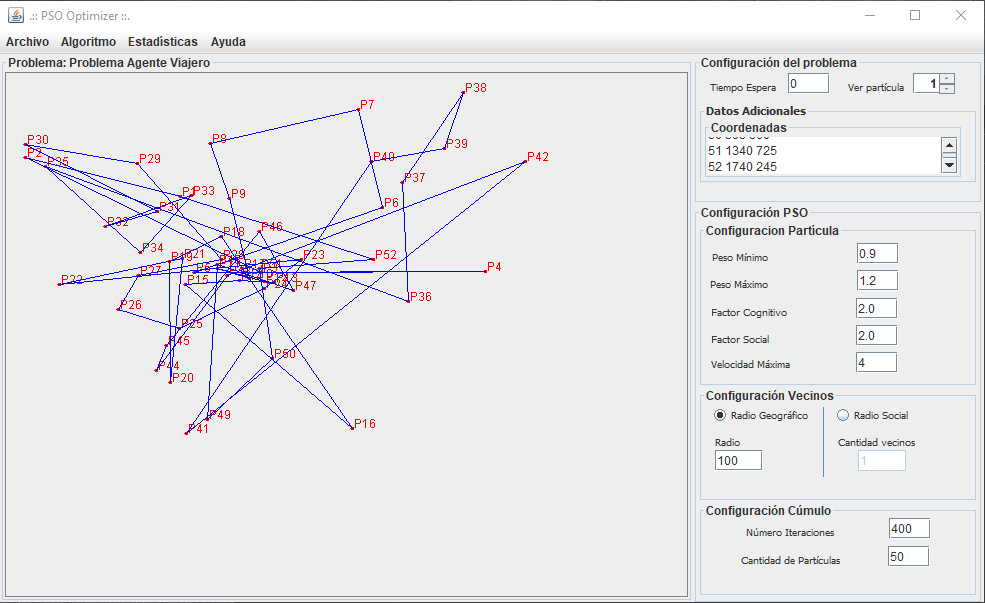 .:: PSO Optimizer ::.
Archivo Algoritmo Estadísticas Ayuda
Problema: Problema Agente Viajero
P38
P7
P8
P30
P39
P2
P35
P29
P40
P42
P37
P1
P33
P9
P6
P31
P32
P46
P18
P34
P19
P21
P23
P52
P4
P22
P27
P15
P47
P36
P26
P25
P45
P50
P44
P20
P49
P41
P16
Configuración del problema
Tiempo Espera 0 Ver partícula 1
Datos Adicionales
Coordenadas
51 1340 725
52 1740 245
Configuración PSO
Configuracion Particula
Peso Mínimo 0.9
Peso Máximo 1.2
Factor Cognitivo 2.0
Factor Social 2.0
Velocidad Máxima 4
Configuración Vecinos
Radio Geográfico Radio Social
Radio Cantidad vecinos
100 1
Configuración Cúmulo
Número Iteraciones 400
Cantidad de Partículas 50